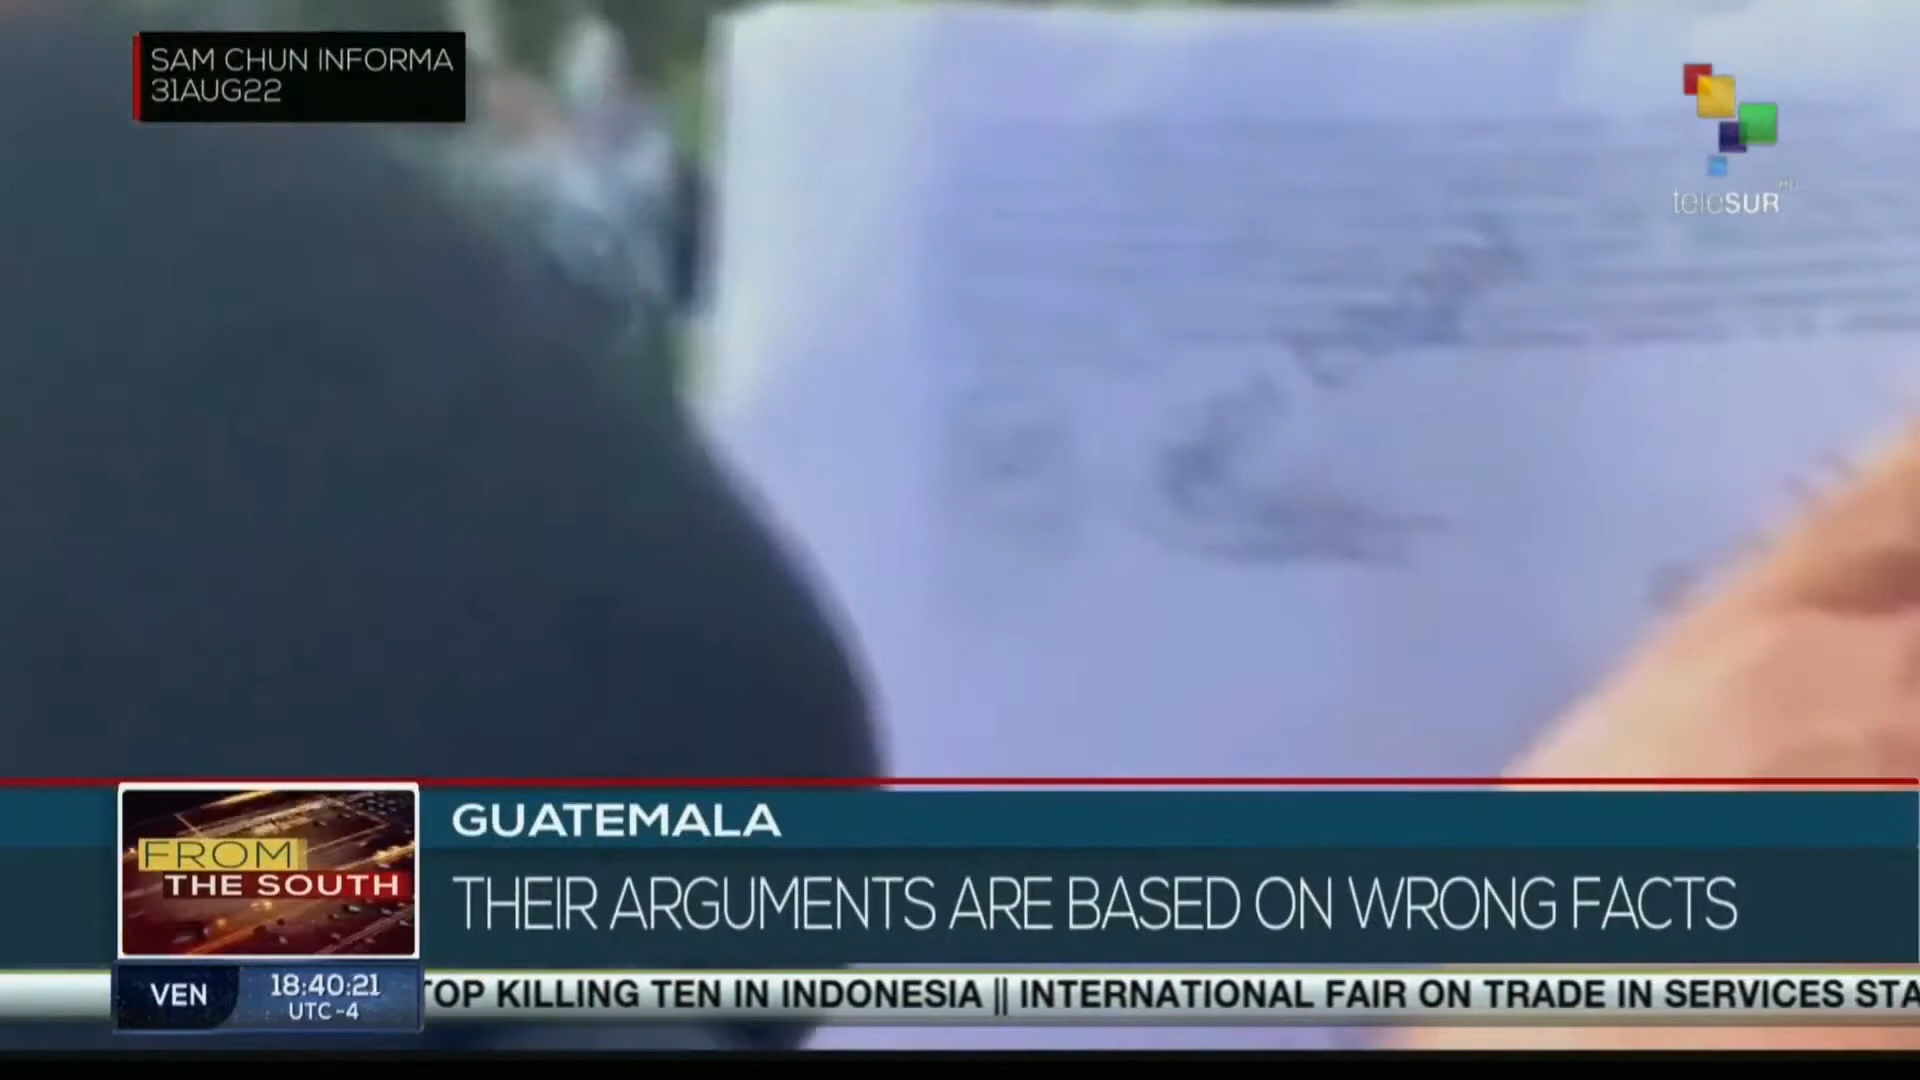 SAM CHUN INFORMA
31AUG22
teleSUR
HD
GUATEMALA
FROM
THE SOUTH
THEIR ARGUMENTS ARE BASED ON WRONG FACTS
VEN
18:40:21
UTC-4
TOP KILLING TEN IN INDONESIA || INTERNATIONAL FAIR ON TRADE IN SERVICES STA